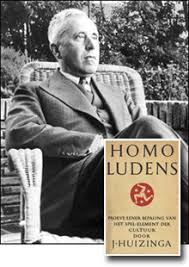 HOMO
LUDENS
PROEVE EENER BEPALING VAN
HET SPEL-ELEMENT DER
CULTUUR
DOOR
J·HUIZINGA